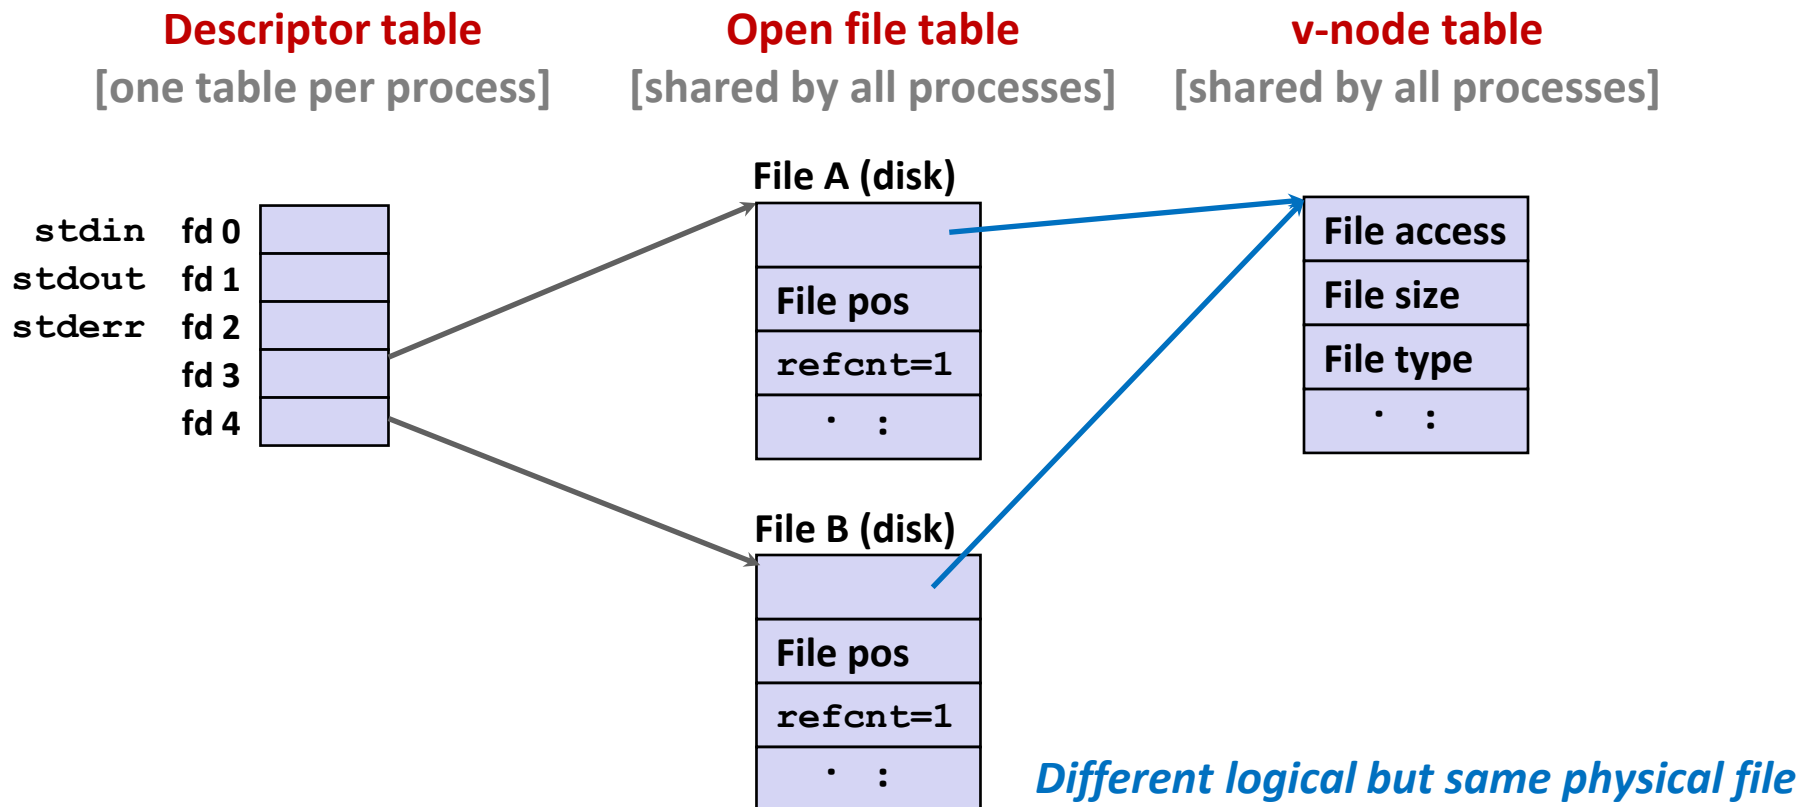 Descriptor table
[one table per process]
Open file table
[shared by all processes]
v-node table
[shared by all processes]
stdin fd 0
stdout fd 1
stderr fd 2
fd 3
fd 4
File A (disk)
File pos
refcnt=1
File B (disk)
File pos
refcnt=1
File access
File size
File type
Different logical but same physical file